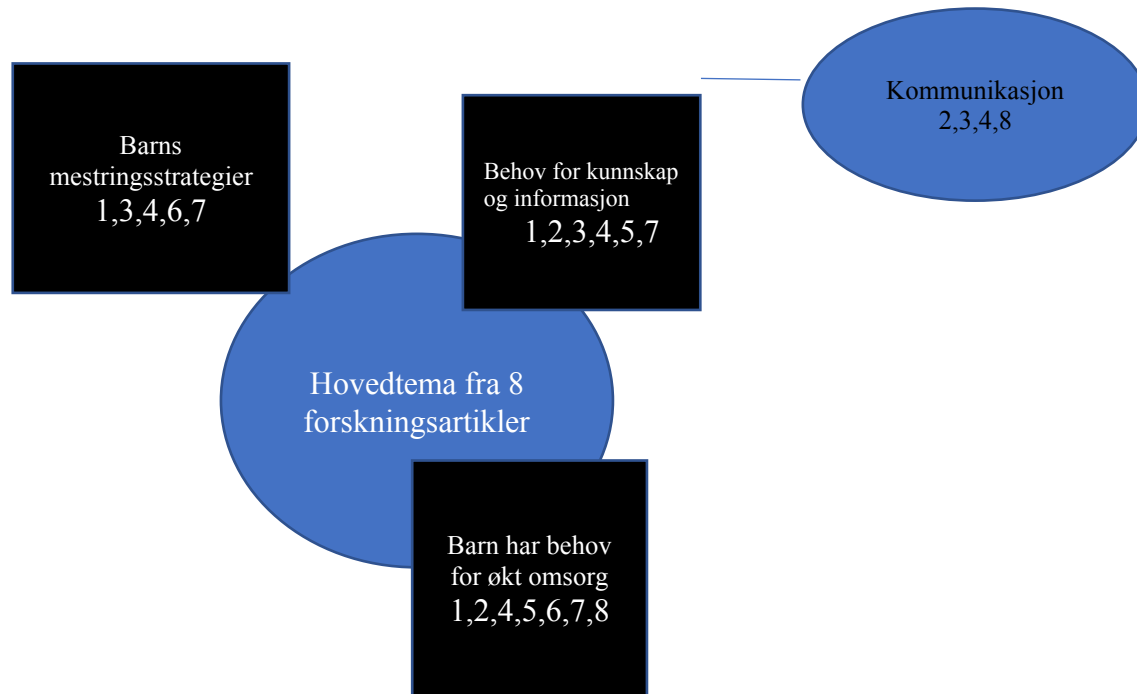 Kommunikasjon
2,3,4,8
Barns
mestringsstrategier
1,3,4,6,7
Behov for kunnskap
og informasjon
1,2,3,4,5,7
Hovedtema fra 8
forskningsartikler
Barn har behov
for økt omsorg
1,2,4,5,6,7,8